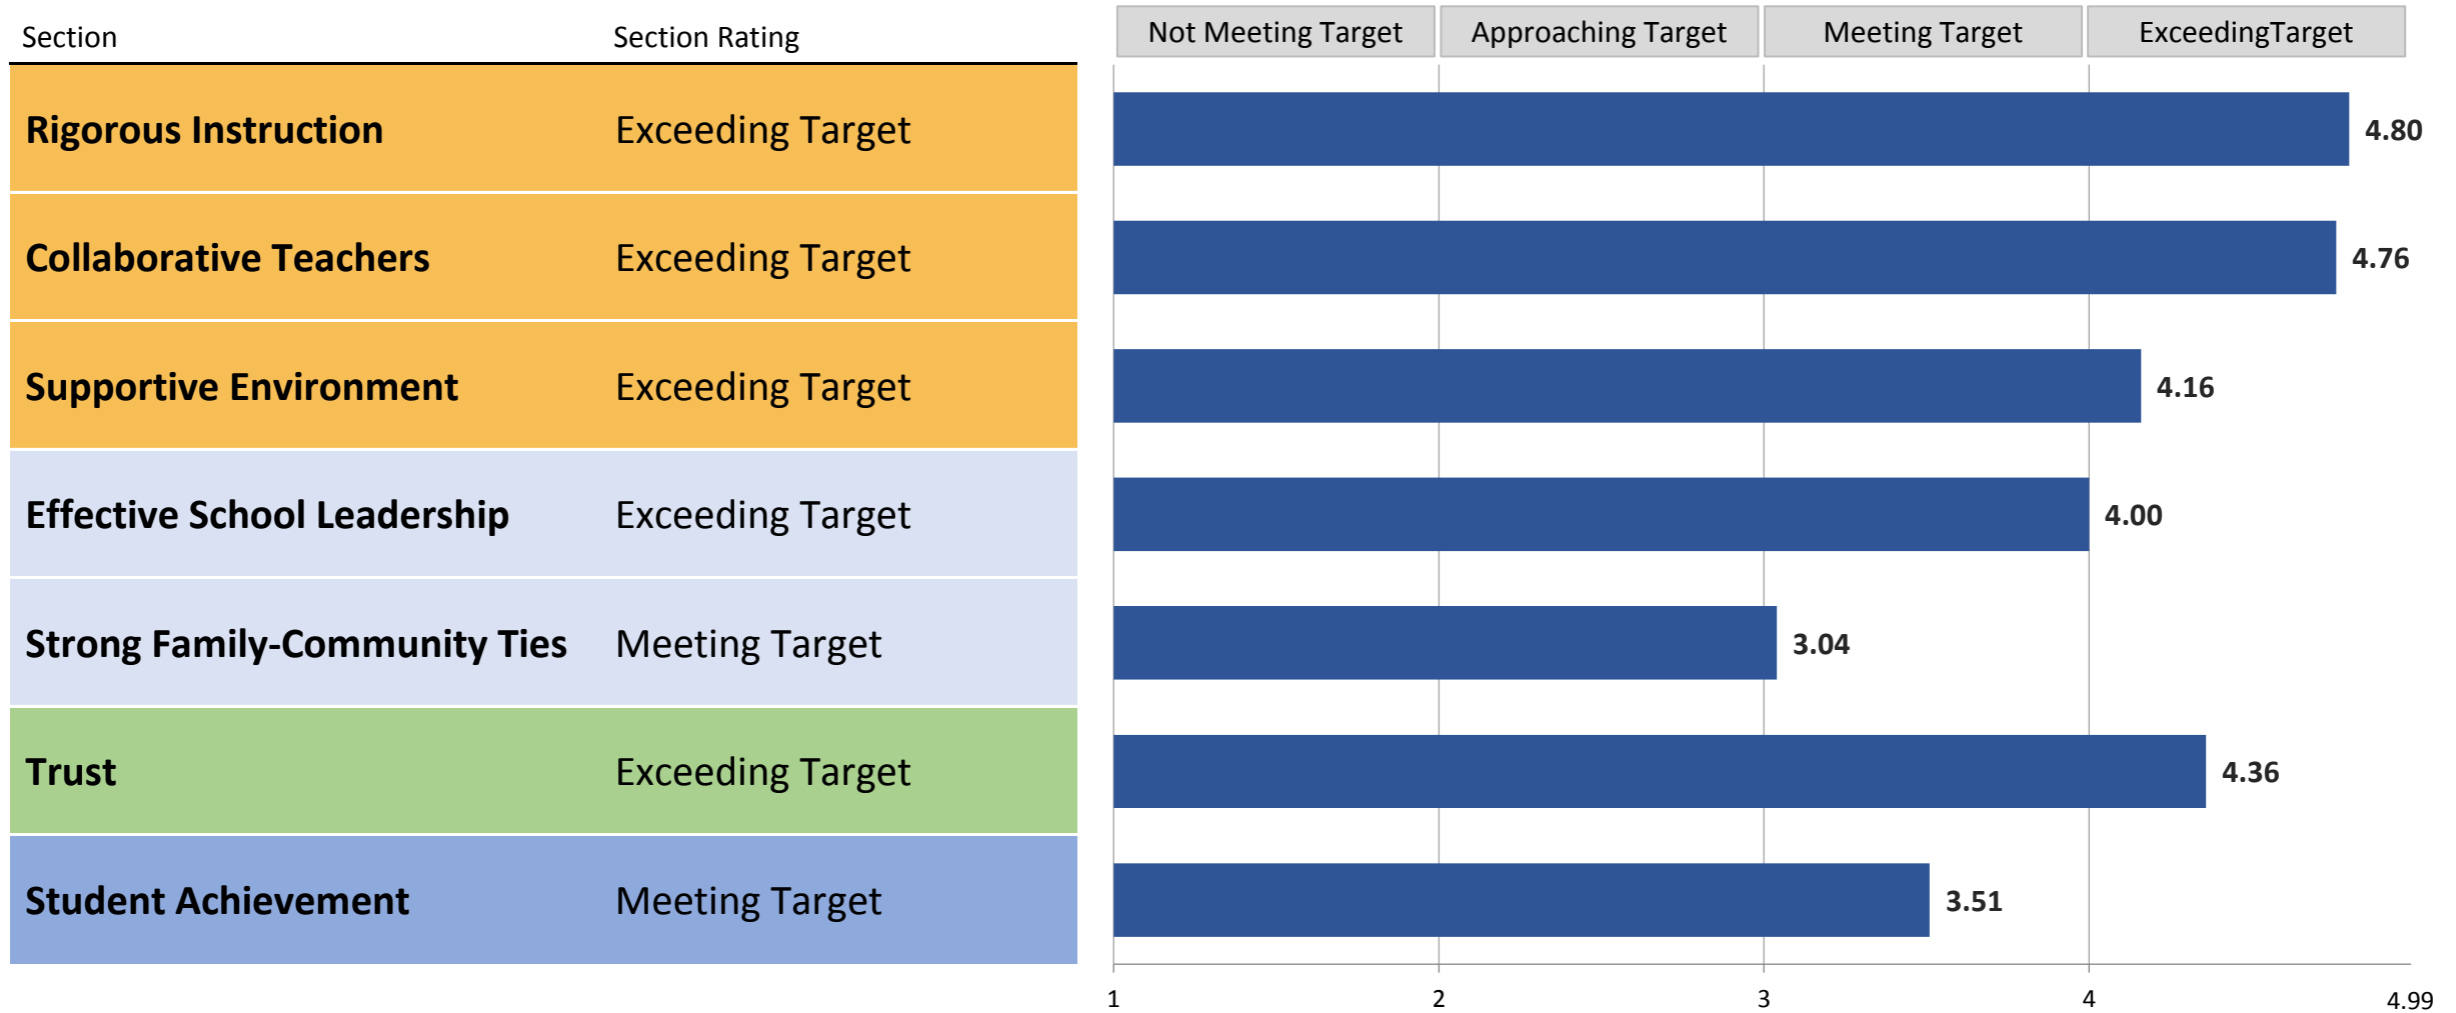 Section Section Rating Not Meeting Target Approaching Target Meeting Target ExceedingTarget
Rigorous Instruction Exceeding Target 4.80
Collaborative Teachers Exceeding Target 4.76
Supportive Environment Exceeding Target 4.16
Effective School Leadership Exceeding Target 4.00
Strong Family-Community Ties Meeting Target 3.04
Trust Exceeding Target 4.36
Student Achievement Meeting Target 3.51
1 2 3 4 4.99